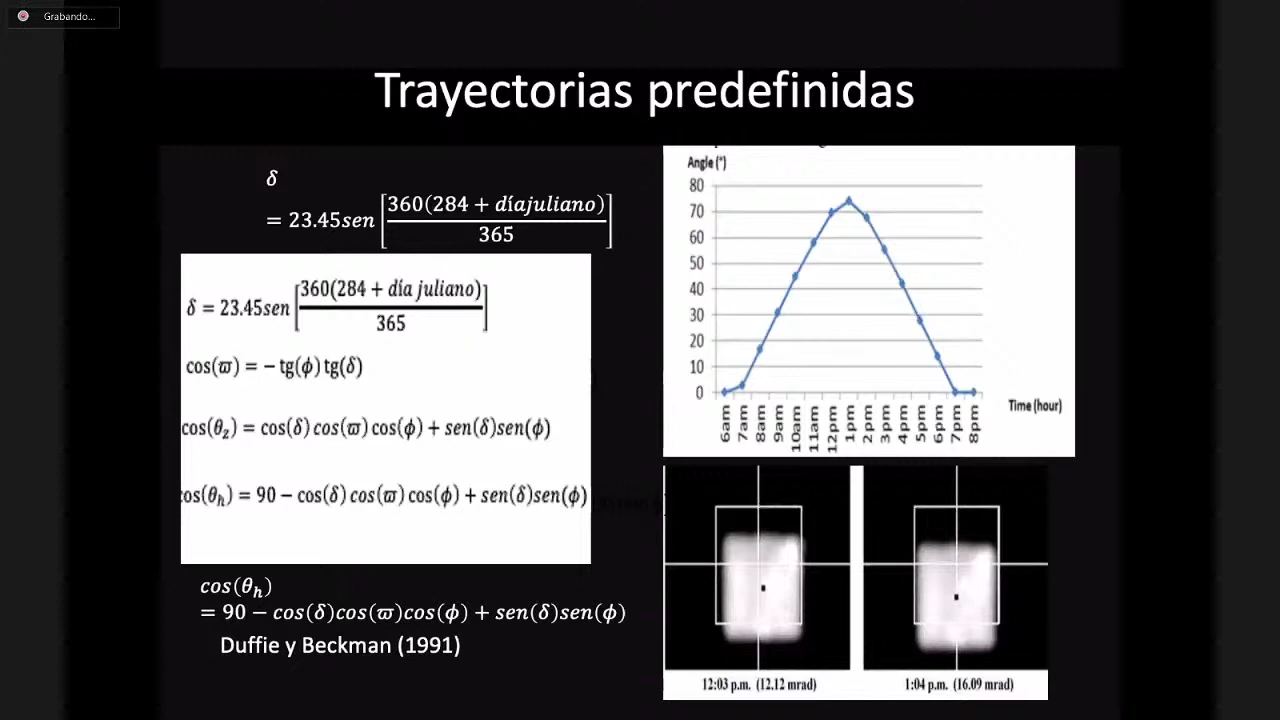 Grabando...
Trayectorias predefinidas
δ
= 23.45sen [360(284 + díajuliano) / 365]
δ = 23.45sen [360(284 + día juliano) / 365]
cos(ϖ) = − tg(ϕ) tg(δ)
cos(θz) = cos(δ) cos(ϖ) cos(ϕ) + sen(δ)sen(ϕ)
cos(θh) = 90 − cos(δ) cos(ϖ) cos(ϕ) + sen(δ)sen(ϕ)
cos(θh)
= 90 − cos(δ)cos(ϖ)cos(ϕ) + sen(δ)sen(ϕ)
Duffie y Beckman (1991)
Angle (°)
80
70
60
50
40
30
20
10
0
6am 7am 8am 9am 10am 11am 12pm 1pm 2pm 3pm 4pm 5pm 6pm 7pm 8pm
Time (hour)
12:03 p.m. (12.12 mrad)
1:04 p.m. (16.09 mrad)